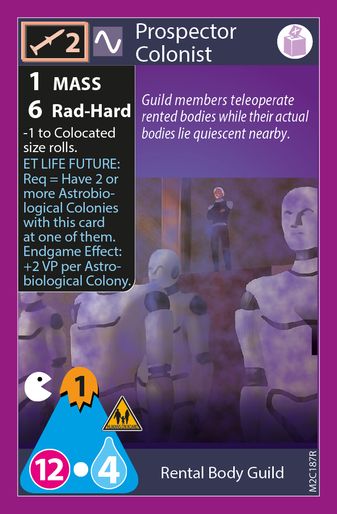 2
Prospector
Colonist
1 MASS
6 Rad-Hard
-1 to Colocated
size rolls.
ET LIFE FUTURE:
Req = Have 2 or
more Astrobio-
logical Colonies
with this card
at one of them.
Endgame Effect:
+2 VP per Astro-
biological Colony.
Guild members teleoperate
rented bodies while their actual
bodies lie quiescent nearby.
1
12 • 4
Rental Body Guild
M2C187R